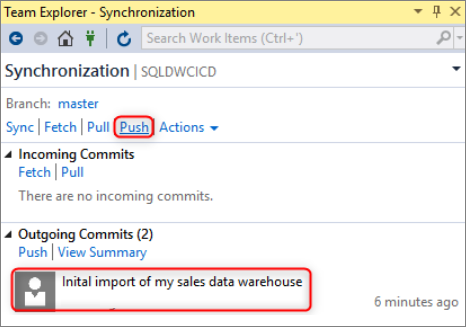 Team Explorer - Synchronization
Search Work Items (Ctrl+')
Synchronization | SQLDWCICD
Branch: master
Sync | Fetch | Pull | Push | Actions
Incoming Commits
Fetch | Pull
There are no incoming commits.
Outgoing Commits (2)
Push | View Summary
Inital import of my sales data warehouse
6 minutes ago